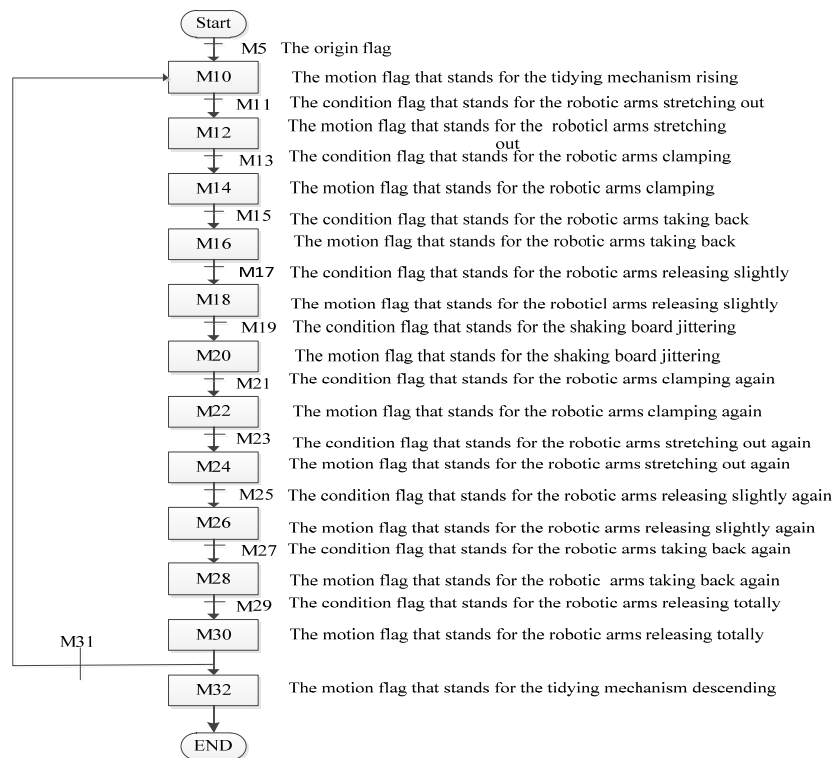 Start
M5 The origin flag
M10 The motion flag that stands for the tidying mechanism rising
M11 The condition flag that stands for the robotic arms stretching out
M12 The motion flag that stands for the roboticl arms stretching
out
M13 The condition flag that stands for the robotic arms clamping
M14 The motion flag that stands for the robotic arms clamping
M15 The condition flag that stands for the robotic arms taking back
M16 The motion flag that stands for the robotic arms taking back
M17 The condition flag that stands for the robotic arms releasing slightly
M18 The motion flag that stands for the roboticl arms releasing slightly
M19 The condition flag that stands for the shaking board jittering
M20 The motion flag that stands for the shaking board jittering
M21 The condition flag that stands for the robotic arms clamping again
M22 The motion flag that stands for the robotic arms clamping again
M23 The condition flag that stands for the robotic arms stretching out again
M24 The motion flag that stands for the robotic arms stretching out again
M25 The condition flag that stands for the robotic arms releasing slightly again
M26 The motion flag that stands for the robotic arms releasing slightly again
M27 The condition flag that stands for the robotic arms taking back again
M28 The motion flag that stands for the robotic arms taking back again
M29 The condition flag that stands for the robotic arms releasing totally
M30 The motion flag that stands for the robotic arms releasing totally
M31
M32 The motion flag that stands for the tidying mechanism descending
END